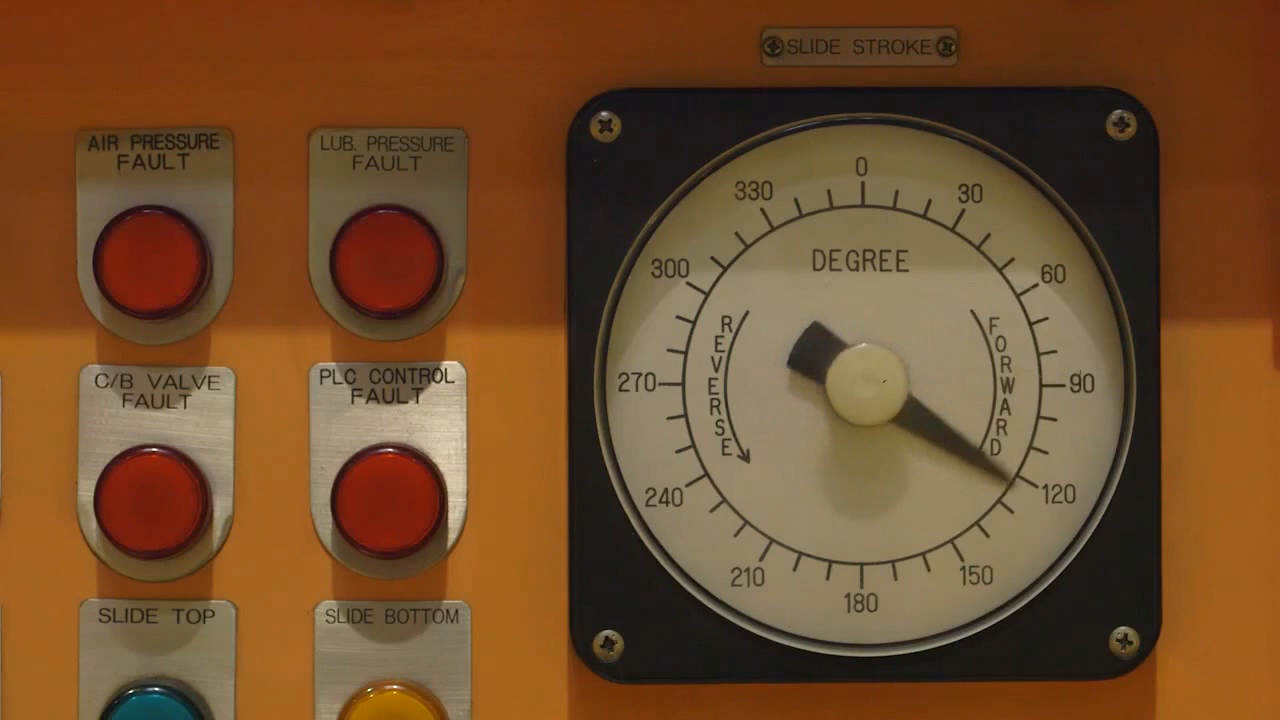 SLIDE STROKE
AIR PRESSURE
FAULT
LUB. PRESSURE
FAULT
C/B VALVE
FAULT
PLC CONTROL
FAULT
SLIDE TOP
SLIDE BOTTOM
0
30
60
90
120
150
180
210
240
270
300
330
DEGREE
REVERSE
FORWARD